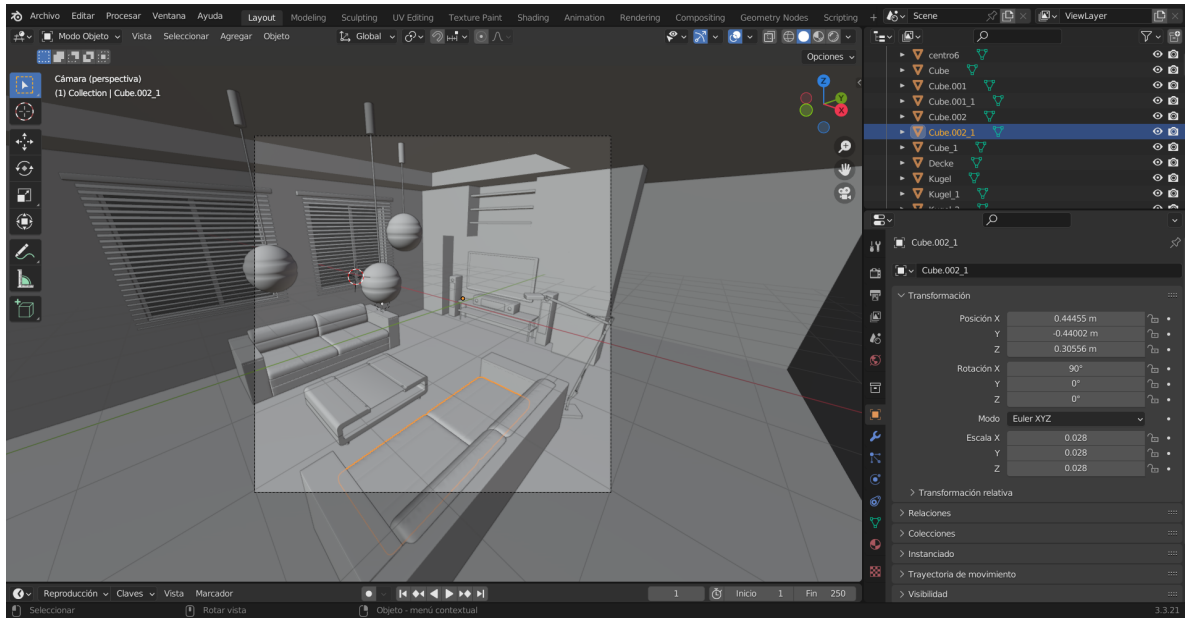 Archivo Editar Procesar Ventana Ayuda Layout Modeling Sculpting UV Editing Texture Paint Shading Animation Rendering Compositing Geometry Nodes Scripting + Scene ViewLayer
Modo Objeto Vista Seleccionar Agregar Objeto Global
Opciones
Cámara (perspectiva)
(1) Collection | Cube.002_1
Z
Y
X
centro6
Cube
Cube.001
Cube.001_1
Cube.002
Cube.002_1
Cube_1
Decke
Kugel
Kugel_1
Cube.002_1
Cube.002_1
Transformación
Posición X 0.44455 m
Y -0.44002 m
Z 0.30556 m
Rotación X 90°
Y 0°
Z 0°
Modo Euler XYZ
Escala X 0.028
Y 0.028
Z 0.028
Transformación relativa
Relaciones
Colecciones
Instanciado
Trayectoria de movimiento
Visibilidad
Reproducción Claves Vista Marcador 1 Inicio 1 Fin 250
Seleccionar Rotar vista Objeto - menú contextual 3.3.21